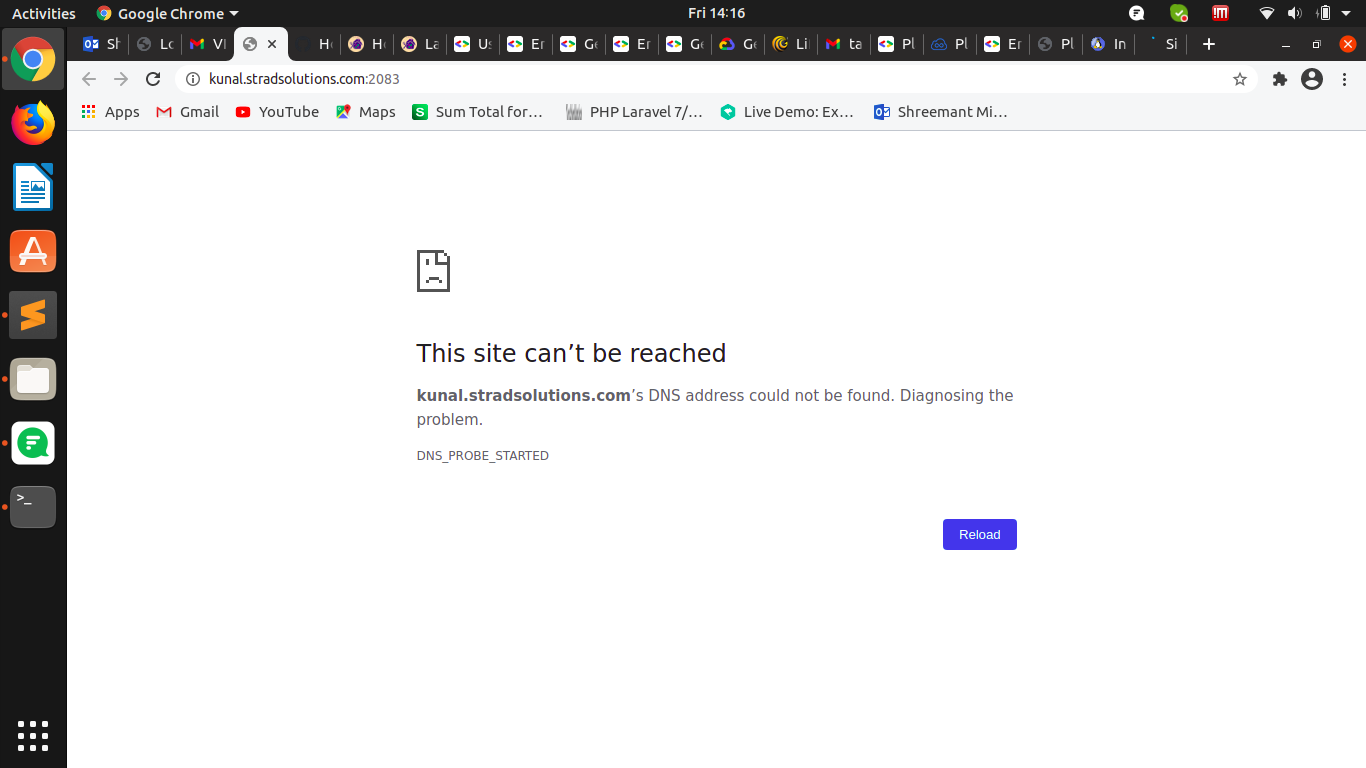 Activities Google Chrome Fri 14:16
Sh Lo VI Ho Ho La Us Er Ge Er Ge Ge Li ta Pl Pl Er Pl In Si
kunal.stradsolutions.com:2083
Apps Gmail YouTube Maps Sum Total for… PHP Laravel 7/… Live Demo: Ex… Shreemant Mi…
This site can’t be reached
kunal.stradsolutions.com’s DNS address could not be found. Diagnosing the
problem.
DNS_PROBE_STARTED
Reload